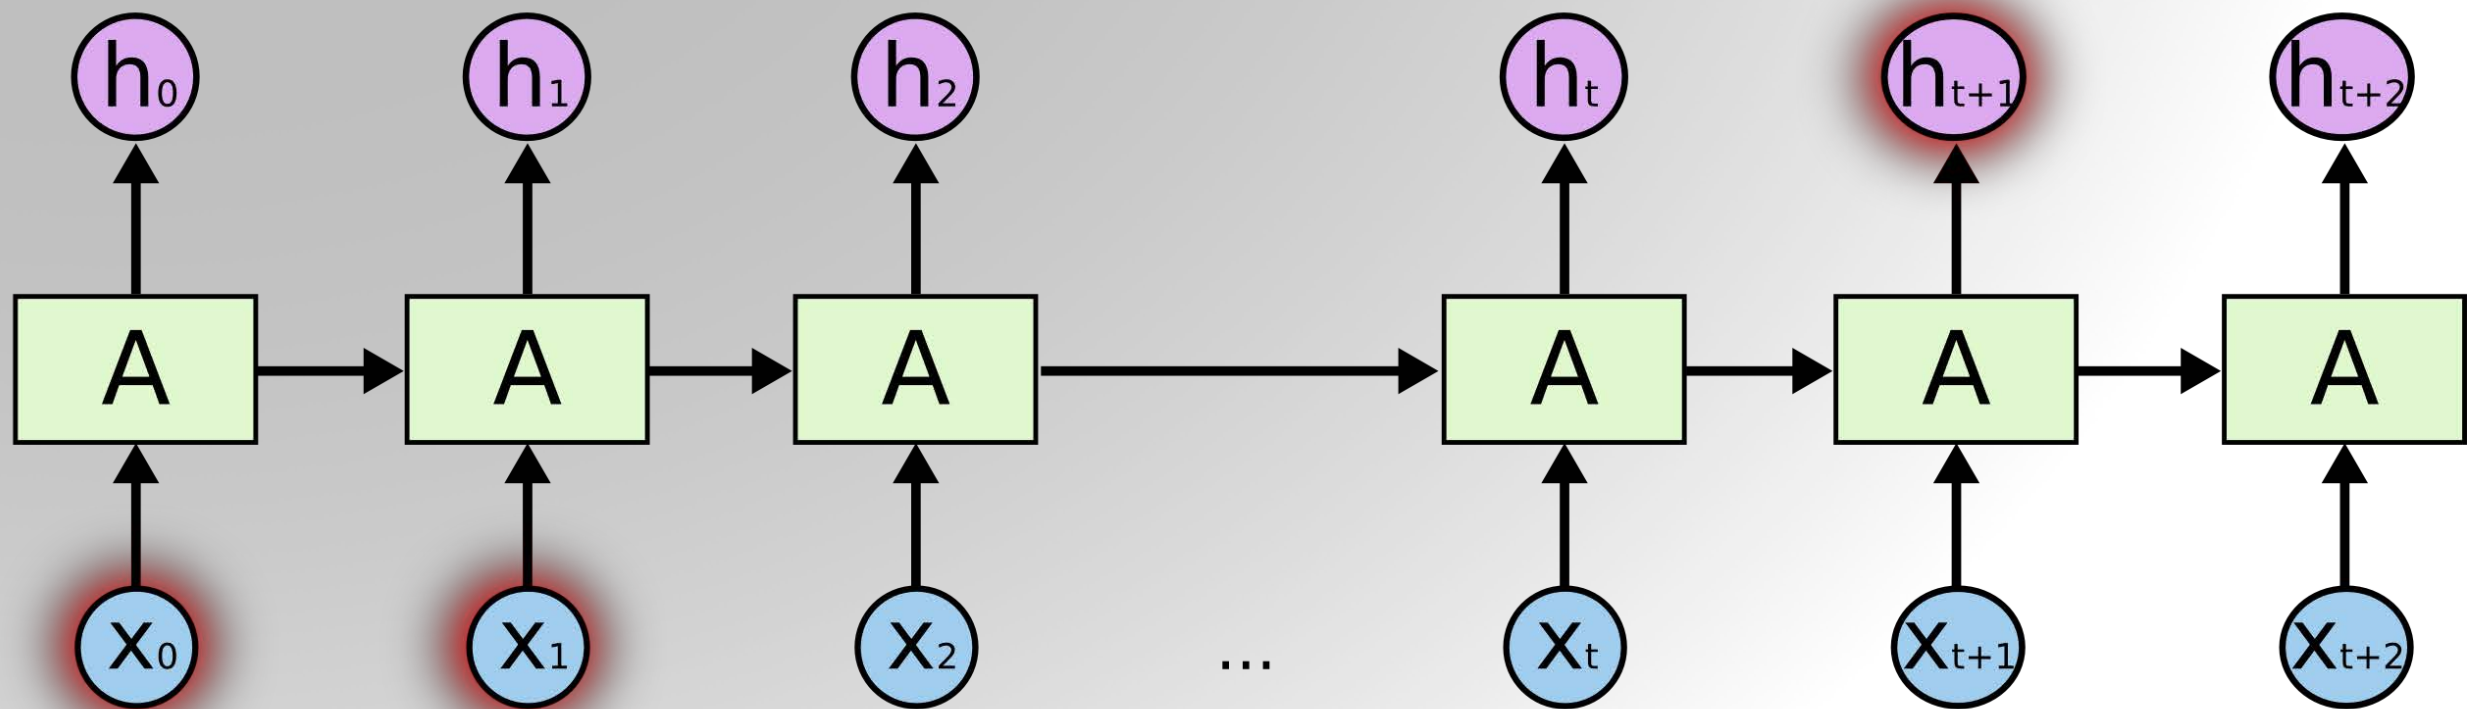 h₀ h₁ h₂ hₜ hₜ₊₁ hₜ₊₂
A A A A A A
x₀ x₁ x₂ ... xₜ xₜ₊₁ xₜ₊₂